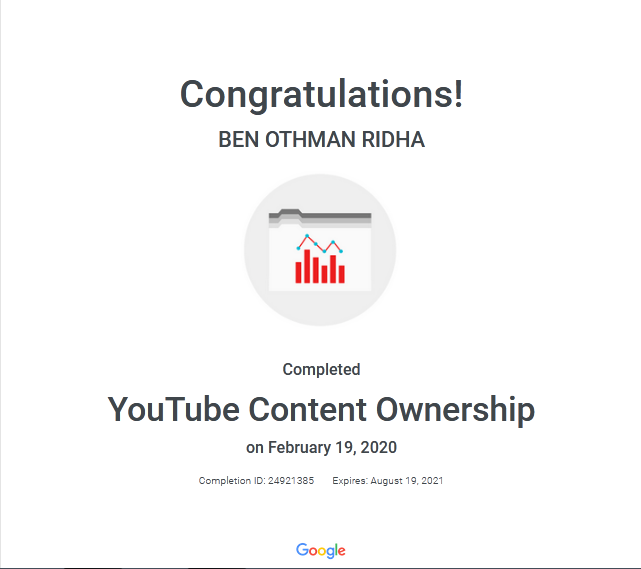 Congratulations!
BEN OTHMAN RIDHA
Completed
YouTube Content Ownership
on February 19, 2020
Completion ID: 24921385 Expires: August 19, 2021
Google